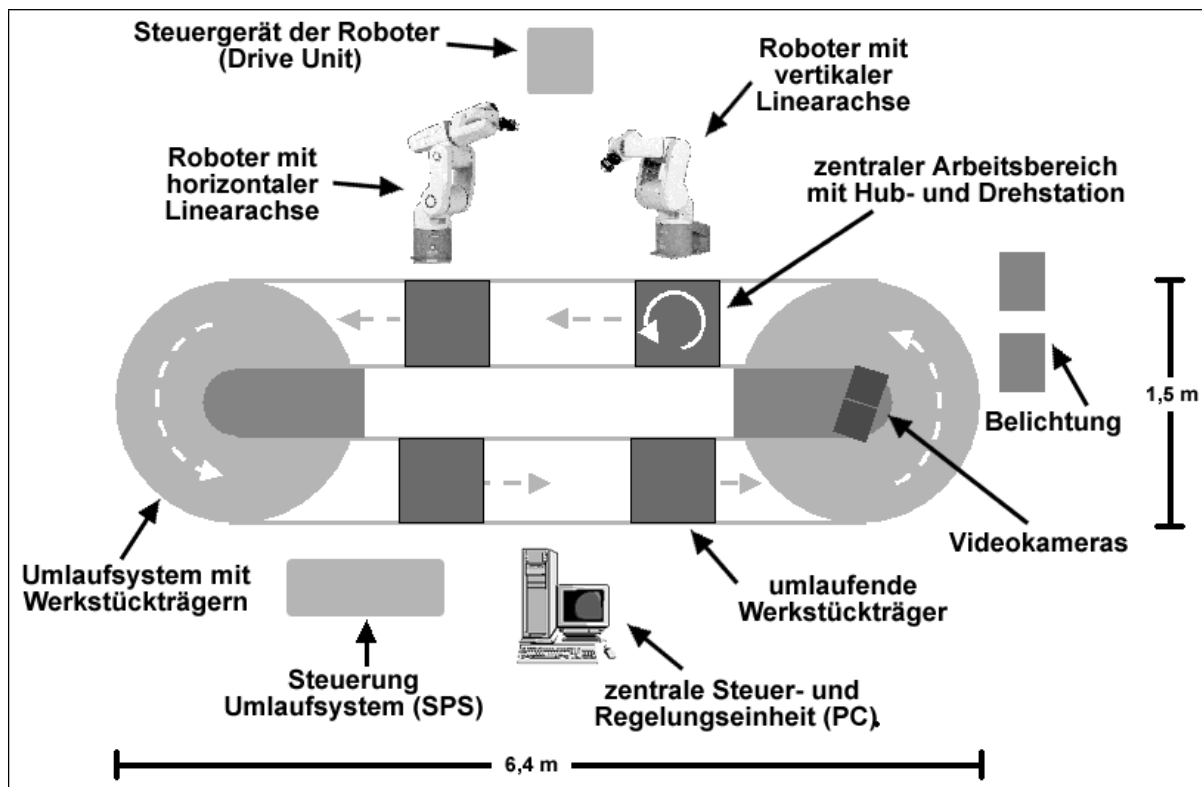 Steuergerät der Roboter
(Drive Unit)
Roboter mit
vertikaler
Linearachse
Roboter mit
horizontaler
Linearachse
zentraler Arbeitsbereich
mit Hub- und Drehstation
1,5 m
Belichtung
Videokameras
Umlaufsystem mit
Werkstückträgern
umlaufende
Werkstückträger
Steuerung
Umlaufsystem (SPS)
zentrale Steuer- und
Regelungseinheit (PC).
6,4 m